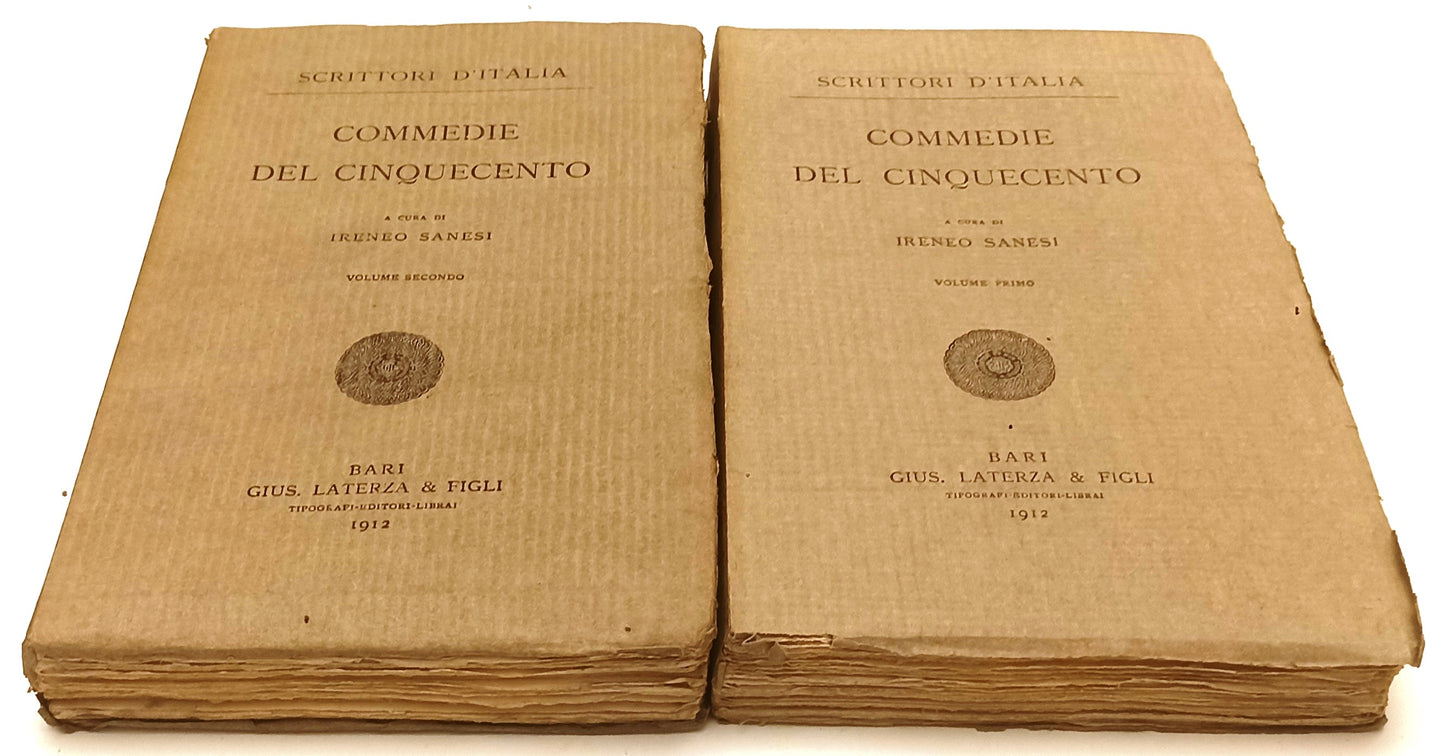 SCRITTORI D'ITALIA
COMMEDIE
DEL CINQUECENTO
A CURA DI
IRENEO SANESI
VOLUME SECONDO
BARI
GIUS. LATERZA & FIGLI
TIPOGRAFI-EDITORI-LIBRAI
1912
SCRITTORI D'ITALIA
COMMEDIE
DEL CINQUECENTO
A CURA DI
IRENEO SANESI
VOLUME PRIMO
BARI
GIUS. LATERZA & FIGLI
TIPOGRAFI-EDITORI-LIBRAI
1912